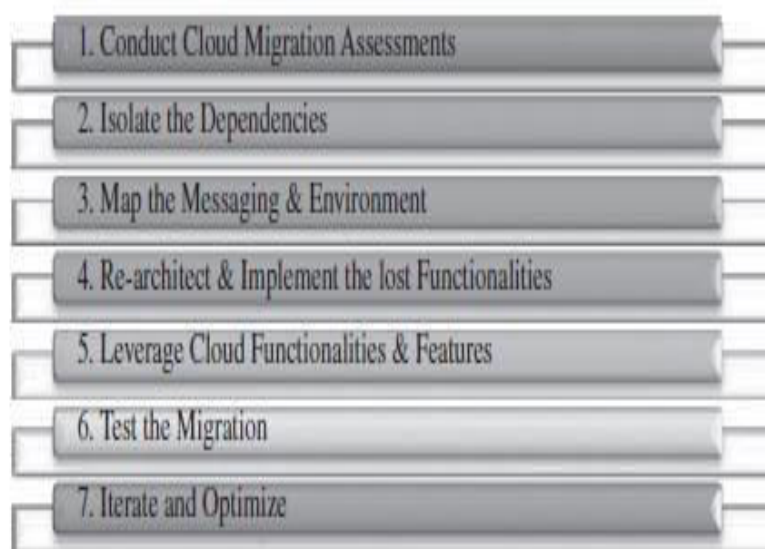 1. Conduct Cloud Migration Assessments
2. Isolate the Dependencies
3. Map the Messaging & Environment
4. Re-architect & Implement the lost Functionalities
5. Leverage Cloud Functionalities & Features
6. Test the Migration
7. Iterate and Optimize